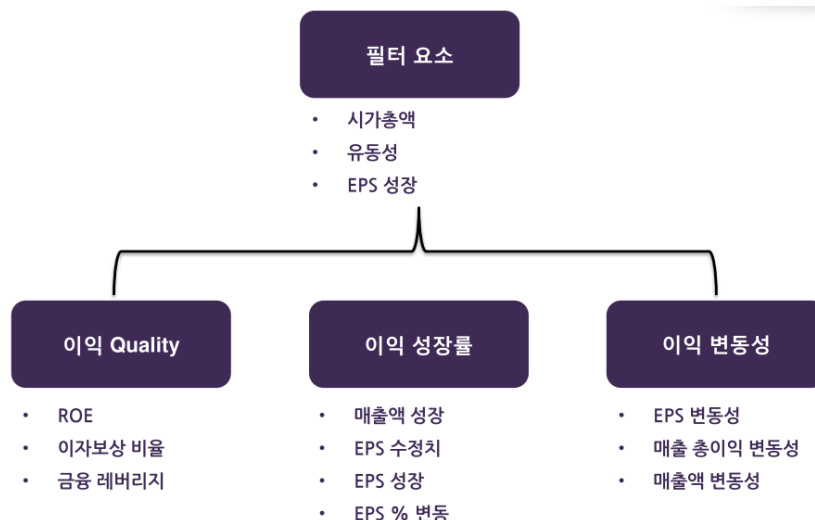 필터 요소
• 시가총액
• 유동성
• EPS 성장
이익 Quality
• ROE
• 이자보상 비율
• 금융 레버리지
이익 성장률
• 매출액 성장
• EPS 수정치
• EPS 성장
• EPS % 변동
이익 변동성
• EPS 변동성
• 매출 총이익 변동성
• 매출액 변동성